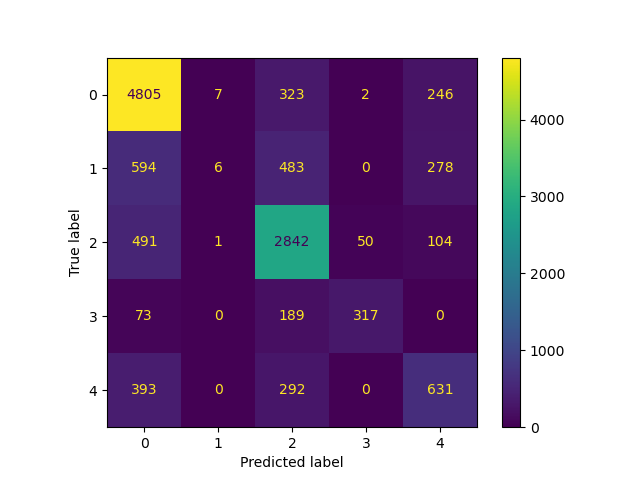 0 4805 7 323 2 246
1 594 6 483 0 278
2 491 1 2842 50 104
3 73 0 189 317 0
4 393 0 292 0 631
0 1 2 3 4
Predicted label
True label
4000
3000
2000
1000
0